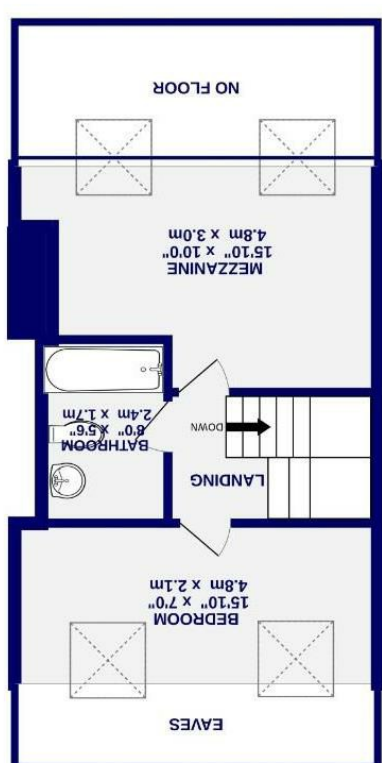 EAVES
BEDROOM
15'10" x 7'0"
4.8m x 2.1m
LANDING
DOWN
BATHROOM
8'0" x 5'6"
2.4m x 1.7m
MEZZANINE
15'10" x 10'0"
4.8m x 3.0m
NO FLOOR